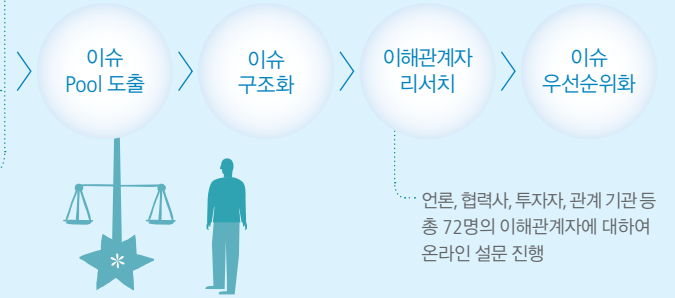 이슈
Pool 도출
이슈
구조화
이해관계자
리서치
이슈
우선순위화
언론, 협력사, 투자자, 관계 기관 등
총 72명의 이해관계자에 대하여
온라인 설문 진행